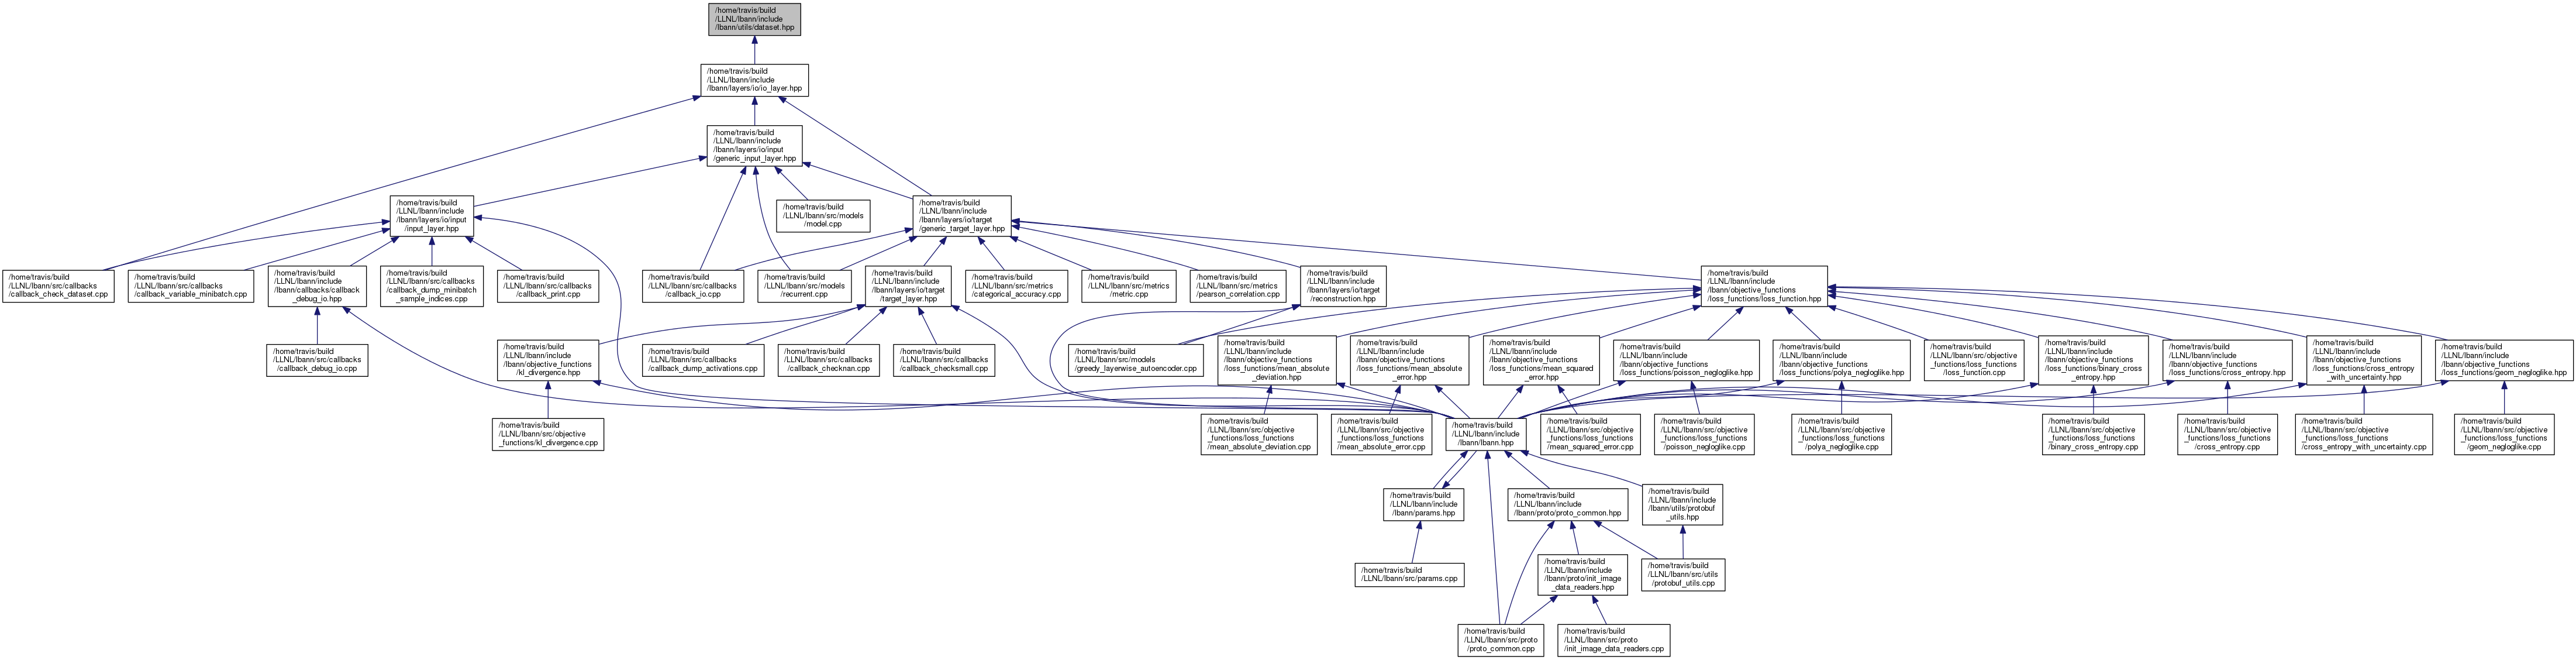 /home/travis/build
/LLNL/lbann/include
/lbann/utils/dataset.hpp
/home/travis/build
/LLNL/lbann/include
/lbann/layers/io/io_layer.hpp
/home/travis/build
/LLNL/lbann/include
/lbann/layers/io/input
/generic_input_layer.hpp
/home/travis/build
/LLNL/lbann/include
/lbann/layers/io/input
/input_layer.hpp
/home/travis/build
/LLNL/lbann/src/models
/model.cpp
/home/travis/build
/LLNL/lbann/include
/lbann/layers/io/target
/generic_target_layer.hpp
/home/travis/build
/LLNL/lbann/src/callbacks
/callback_check_dataset.cpp
/home/travis/build
/LLNL/lbann/src/callbacks
/callback_variable_minibatch.cpp
/home/travis/build
/LLNL/lbann/include
/lbann/callbacks/callback
_debug_io.hpp
/home/travis/build
/LLNL/lbann/src/callbacks
/callback_dump_minibatch
_sample_indices.cpp
/home/travis/build
/LLNL/lbann/src/callbacks
/callback_print.cpp
/home/travis/build
/LLNL/lbann/src/callbacks
/callback_io.cpp
/home/travis/build
/LLNL/lbann/src/models
/recurrent.cpp
/home/travis/build
/LLNL/lbann/include
/lbann/layers/io/target
/target_layer.hpp
/home/travis/build
/LLNL/lbann/src/metrics
/categorical_accuracy.cpp
/home/travis/build
/LLNL/lbann/src/metrics
/metric.cpp
/home/travis/build
/LLNL/lbann/src/metrics
/pearson_correlation.cpp
/home/travis/build
/LLNL/lbann/include
/lbann/layers/io/target
/reconstruction.hpp
/home/travis/build
/LLNL/lbann/include
/lbann/objective_functions
/loss_functions/loss_function.hpp
/home/travis/build
/LLNL/lbann/src/callbacks
/callback_debug_io.cpp
/home/travis/build
/LLNL/lbann/include
/lbann/objective_functions
/kl_divergence.hpp
/home/travis/build
/LLNL/lbann/src/callbacks
/callback_dump_activations.cpp
/home/travis/build
/LLNL/lbann/src/callbacks
/callback_checknan.cpp
/home/travis/build
/LLNL/lbann/src/callbacks
/callback_checksmall.cpp
/home/travis/build
/LLNL/lbann/src/models
/greedy_layerwise_autoencoder.cpp
/home/travis/build
/LLNL/lbann/include
/lbann/objective_functions
/loss_functions/mean_absolute
_deviation.hpp
/home/travis/build
/LLNL/lbann/include
/lbann/objective_functions
/loss_functions/mean_absolute
_error.hpp
/home/travis/build
/LLNL/lbann/include
/lbann/objective_functions
/loss_functions/mean_squared
_error.hpp
/home/travis/build
/LLNL/lbann/include
/lbann/objective_functions
/loss_functions/poisson_negloglike.hpp
/home/travis/build
/LLNL/lbann/include
/lbann/objective_functions
/loss_functions/polya_negloglike.hpp
/home/travis/build
/LLNL/lbann/src/objective
_functions/loss_functions
/loss_function.cpp
/home/travis/build
/LLNL/lbann/include
/lbann/objective_functions
/loss_functions/binary_cross
_entropy.hpp
/home/travis/build
/LLNL/lbann/include
/lbann/objective_functions
/loss_functions/cross_entropy.hpp
/home/travis/build
/LLNL/lbann/include
/lbann/objective_functions
/loss_functions/cross_entropy
_with_uncertainty.hpp
/home/travis/build
/LLNL/lbann/include
/lbann/objective_functions
/loss_functions/geom_negloglike.hpp
/home/travis/build
/LLNL/lbann/src/objective
_functions/kl_divergence.cpp
/home/travis/build
/LLNL/lbann/src/objective
_functions/loss_functions
/mean_absolute_deviation.cpp
/home/travis/build
/LLNL/lbann/src/objective
_functions/loss_functions
/mean_absolute_error.cpp
/home/travis/build
/LLNL/lbann/include
/lbann/lbann.hpp
/home/travis/build
/LLNL/lbann/src/objective
_functions/loss_functions
/mean_squared_error.cpp
/home/travis/build
/LLNL/lbann/src/objective
_functions/loss_functions
/poisson_negloglike.cpp
/home/travis/build
/LLNL/lbann/src/objective
_functions/loss_functions
/polya_negloglike.cpp
/home/travis/build
/LLNL/lbann/src/objective
_functions/loss_functions
/binary_cross_entropy.cpp
/home/travis/build
/LLNL/lbann/src/objective
_functions/loss_functions
/cross_entropy.cpp
/home/travis/build
/LLNL/lbann/src/objective
_functions/loss_functions
/cross_entropy_with_uncertainty.cpp
/home/travis/build
/LLNL/lbann/src/objective
_functions/loss_functions
/geom_negloglike.cpp
/home/travis/build
/LLNL/lbann/include
/lbann/params.hpp
/home/travis/build
/LLNL/lbann/include
/lbann/proto/proto_common.hpp
/home/travis/build
/LLNL/lbann/include
/lbann/utils/protobuf
_utils.hpp
/home/travis/build
/LLNL/lbann/src/params.cpp
/home/travis/build
/LLNL/lbann/include
/lbann/proto/init_image
_data_readers.hpp
/home/travis/build
/LLNL/lbann/src/utils
/protobuf_utils.cpp
/home/travis/build
/LLNL/lbann/src/proto
/proto_common.cpp
/home/travis/build
/LLNL/lbann/src/proto
/init_image_data_readers.cpp